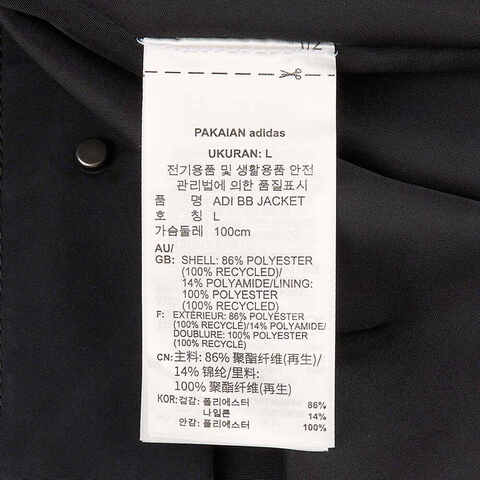 1/2
PAKAIAN adidas
UKURAN: L
전기용품 및 생활용품 안전
관리법에 의한 품질표시
품 명 ADI BB JACKET
호 칭 L
가슴둘레 100cm
AU/
GB: SHELL: 86% POLYESTER
(100% RECYCLED)/
14% POLYAMIDE/LINING:
100% POLYESTER
(100% RECYCLED)
F: EXTÉRIEUR: 86% POLYESTER
(100% RECYCLÉ)/14% POLYAMIDE/
DOUBLURE: 100% POLYESTER
(100% RECYCLÉ)
CN: 主料: 86% 聚酯纤维(再生)/
14% 锦纶/里料:
100% 聚酯纤维(再生)
KOR: 겉감: 폴리에스터 86%
나일론 14%
안감: 폴리에스터 100%